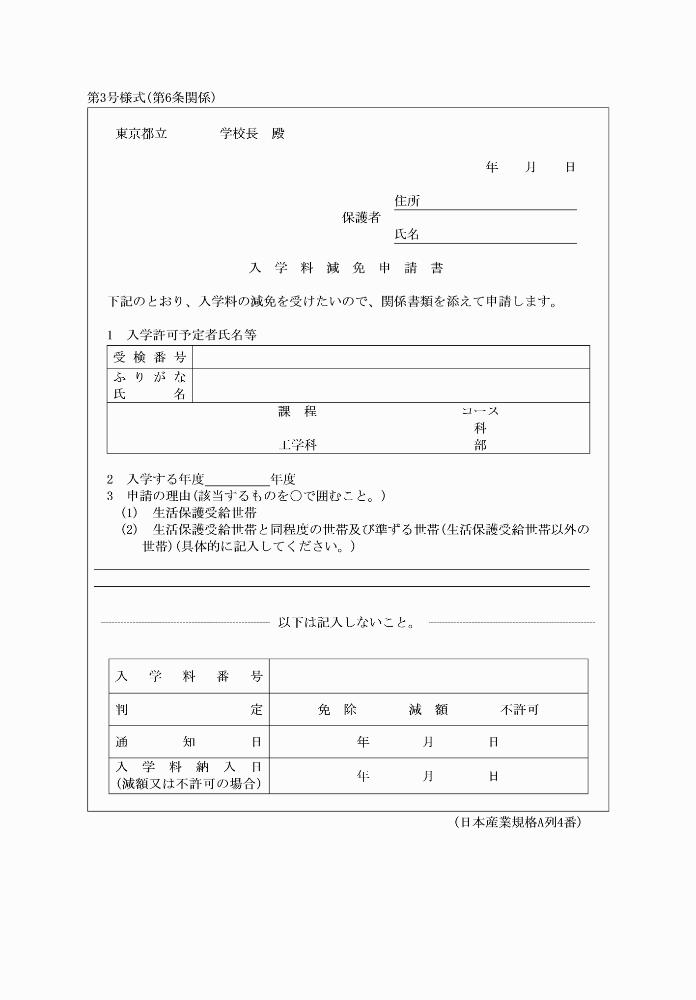 第3号様式(第6条関係)
東京都立　　　　学校長　殿
年　　月　　日
住所
保護者
氏名
入　学　料　減　免　申　請　書
下記のとおり、入学料の減免を受けたいので、関係書類を添えて申請します。
1　入学許可予定者氏名等
受検番号
ふりがな
氏　　　名
課　程　　　　　　　　　　　コース
科
工学科　　　　　　　　　　　　部
2　入学する年度＿＿＿＿＿年度
3　申請の理由(該当するものを○で囲むこと。)
(1)　生活保護受給世帯
(2)　生活保護受給世帯と同程度の世帯及び準ずる世帯(生活保護受給世帯以外の
世帯)(具体的に記入してください。)
以下は記入しないこと。
入　学　料　番　号
判　　　　　　　定　　　　免　除　　　　減　額　　　　不許可
通　　　知　　　日　　　　年　　　　月　　　　日
入　学　料　納　入　日
(減額又は不許可の場合)　　年　　　　月　　　　日
(日本産業規格A列4番)